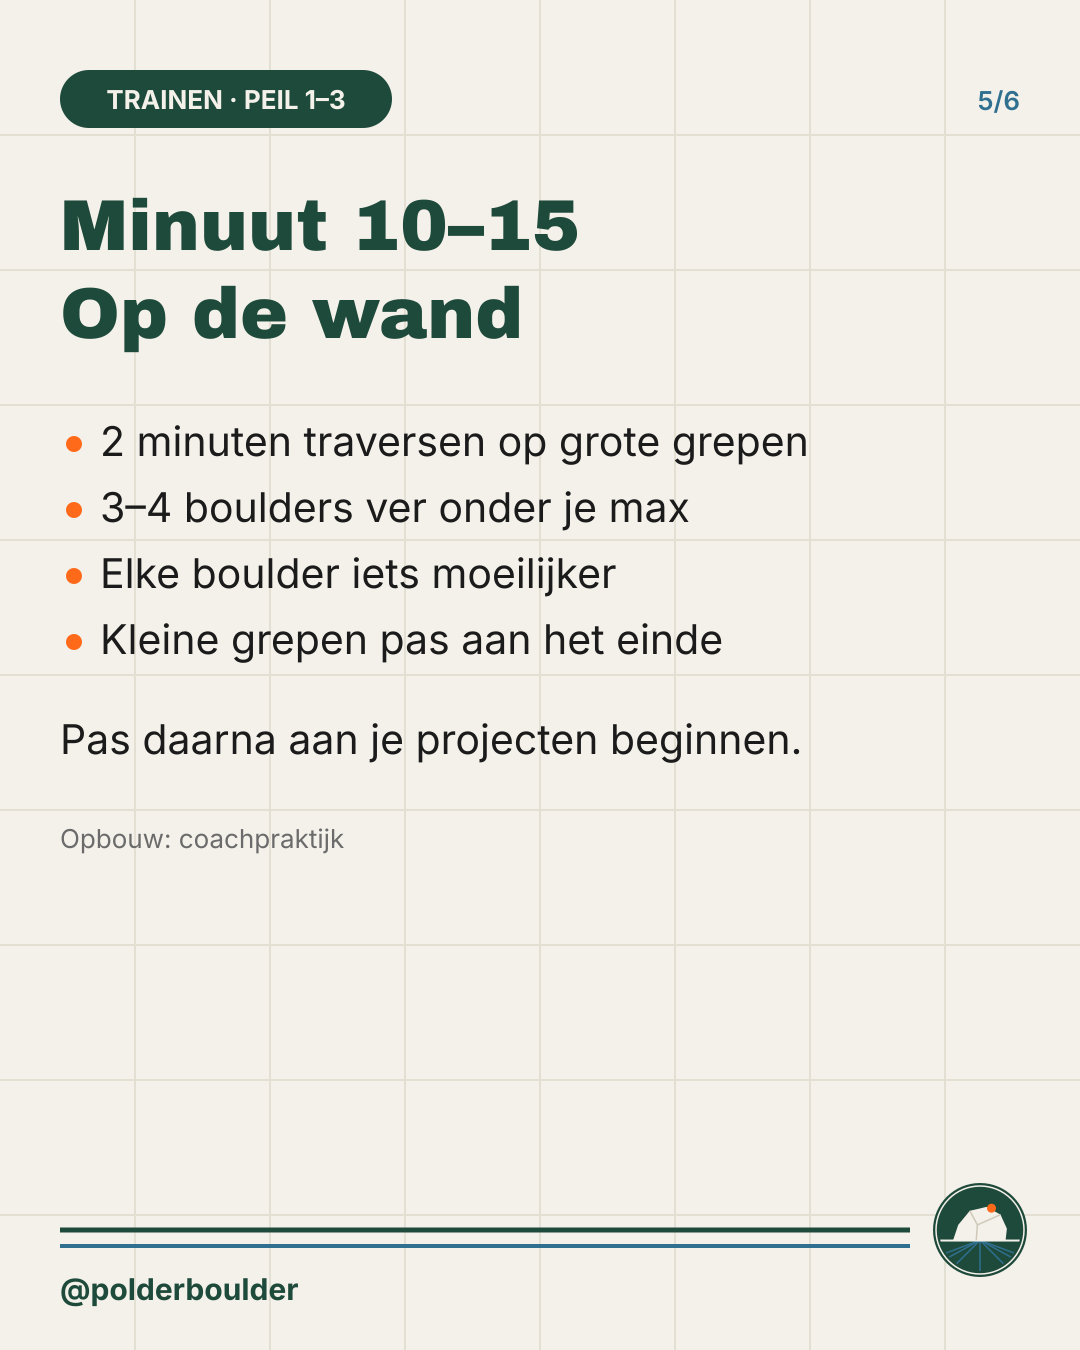 TRAINEN · PEIL 1–3
5/6
Minuut 10–15
Op de wand
• 2 minuten traversen op grote grepen
• 3–4 boulders ver onder je max
• Elke boulder iets moeilijker
• Kleine grepen pas aan het einde
Pas daarna aan je projecten beginnen.
Opbouw: coachpraktijk
@polderboulder